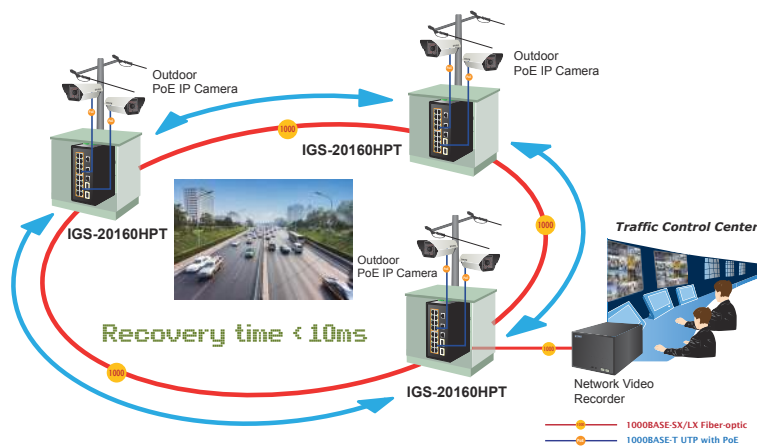 Outdoor
PoE IP Camera
Outdoor
PoE IP Camera
1000
IGS-20160HPT
IGS-20160HPT
1000
Traffic Control Center
Outdoor
PoE IP Camera
Recovery time <10ms
1000
1000
IGS-20160HPT
Network Video
Recorder
1000BASE-SX/LX Fiber-optic
1000BASE-T UTP with PoE